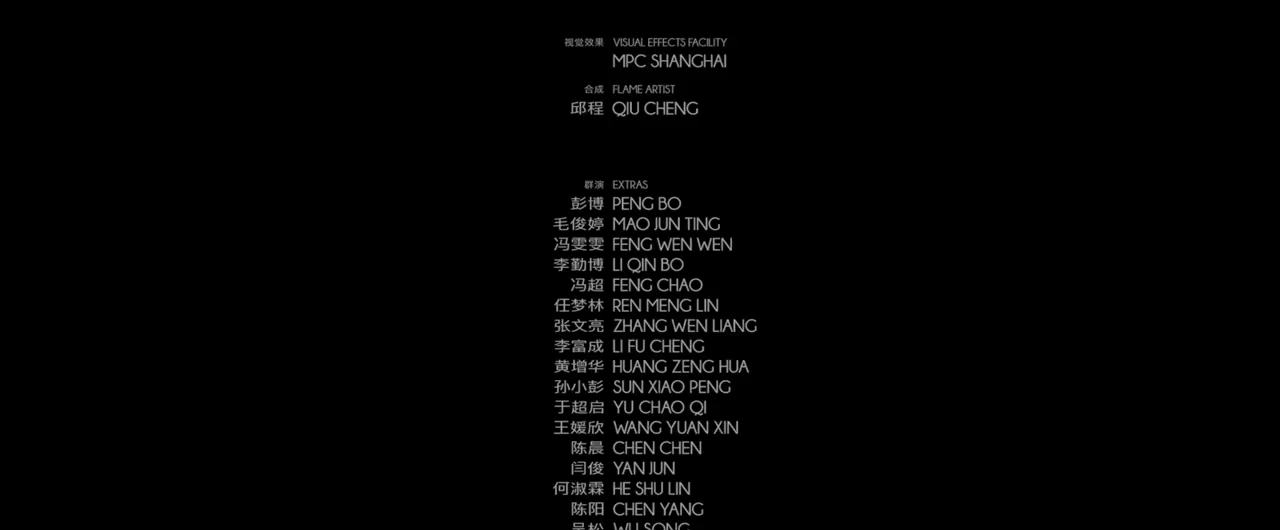 视觉效果 VISUAL EFFECTS FACILITY
MPC SHANGHAI
合成 FLAME ARTIST
邱程 QIU CHENG
群演 EXTRAS
彭博 PENG BO
毛俊婷 MAO JUN TING
冯雯雯 FENG WEN WEN
李勤博 LI QIN BO
冯超 FENG CHAO
任梦林 REN MENG LIN
张文亮 ZHANG WEN LIANG
李富成 LI FU CHENG
黄增华 HUANG ZENG HUA
孙小彭 SUN XIAO PENG
于超启 YU CHAO QI
王媛欣 WANG YUAN XIN
陈晨 CHEN CHEN
闫俊 YAN JUN
何淑霖 HE SHU LIN
陈阳 CHEN YANG
吴松 WU SONG